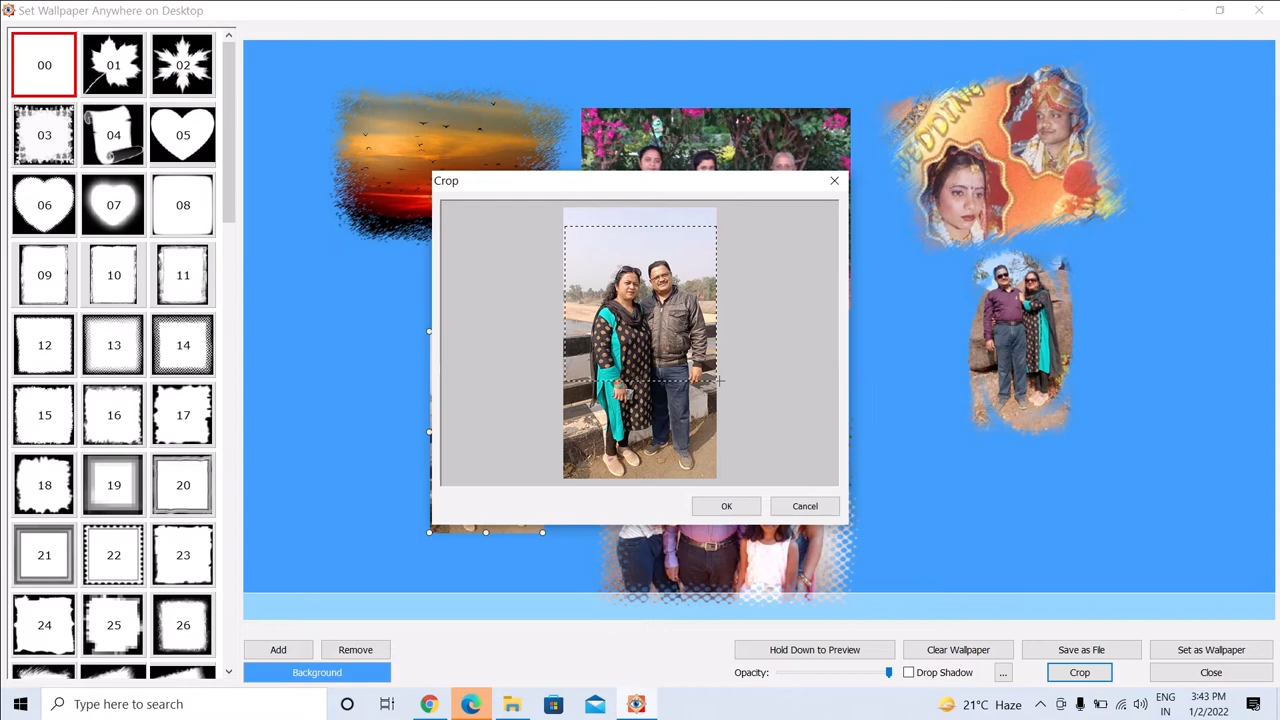 Set Wallpaper Anywhere on Desktop
00
01
02
03
04
05
06
07
08
09
10
11
12
13
14
15
16
17
18
19
20
21
22
23
24
25
26
DDING
Crop
OK
Cancel
Add
Remove
Hold Down to Preview
Clear Wallpaper
Save as File
Set as Wallpaper
Background
Opacity:
Drop Shadow
...
Crop
Close
Type here to search
21°C Haze
ENG
IN
3:43 PM
1/2/2022